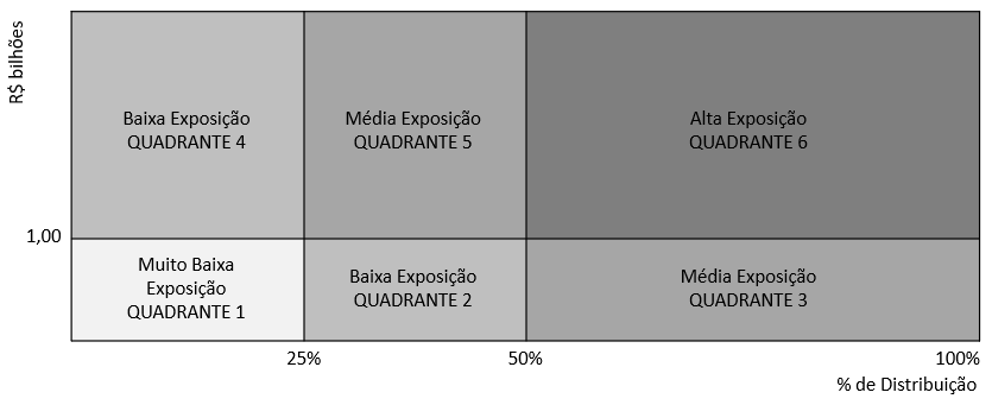 R$ bilhões
Baixa Exposição
QUADRANTE 4
Média Exposição
QUADRANTE 5
Alta Exposição
QUADRANTE 6
1,00
Muito Baixa
Exposição
QUADRANTE 1
Baixa Exposição
QUADRANTE 2
Média Exposição
QUADRANTE 3
25%
50%
100%
% de Distribuição